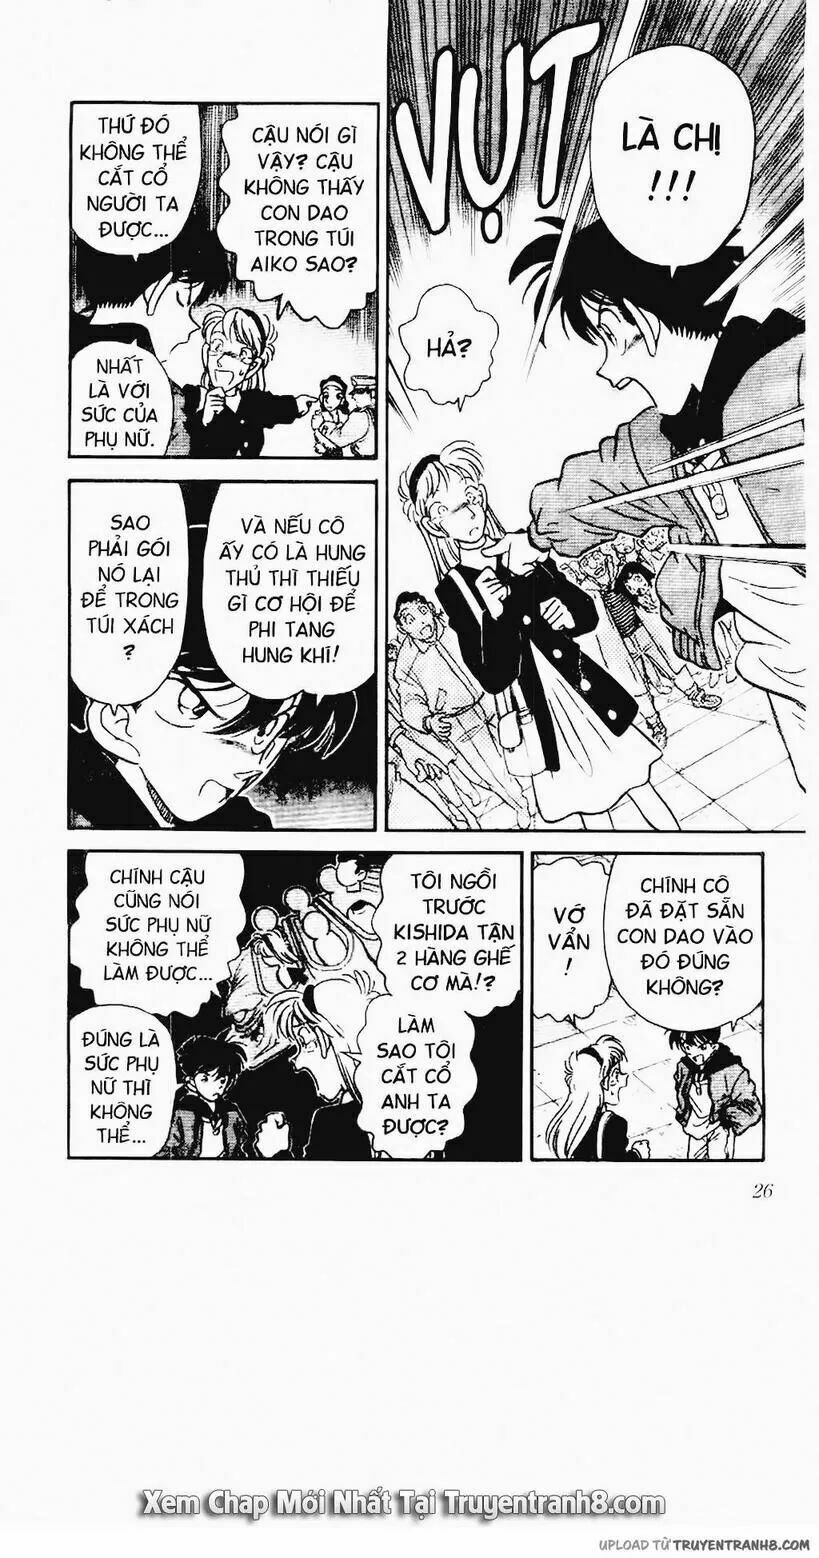 LÀ CHỊ
!!!
VỤT
HẢ?
CẬU NÓI GÌ
VẬY? CẬU
KHÔNG THẤY
CON DAO
TRONG TÚI
AIKO SAO?
THỨ ĐÓ
KHÔNG THỂ
CẮT CỔ
NGƯỜI TA
ĐƯỢC...
NHẤT
LÀ VỚI
SỨC CỦA
PHỤ NỮ.
VÀ NẾU CÔ
ẤY CÓ LÀ HUNG
THỦ THÌ THIẾU
GÌ CƠ HỘI ĐỂ
PHI TANG
HUNG KHÍ!
SAO
PHẢI GÓI
NÓ LẠI
ĐỂ TRONG
TÚI XÁCH
?
CHÍNH CÔ
ĐÃ ĐẶT SẴN
CON DAO VÀO
ĐÓ ĐÚNG
KHÔNG?
VỚ
VẨN
!
TÔI NGỒI
TRƯỚC
KISHIDA TẬN
2 HÀNG GHẾ
CƠ MÀ!?
LÀM
SAO TÔI
CẮT CỔ
ANH TA
ĐƯỢC?
CHÍNH CẬU
CŨNG NÓI
SỨC PHỤ NỮ
KHÔNG THỂ
LÀM ĐƯỢC...
ĐÚNG LÀ
SỨC PHỤ
NỮ THÌ
KHÔNG
THỂ...
26
Xem Chap Mới Nhất Tại Truyentranh8.com
UPLOAD TỪ TRUYENTRANH8.COM